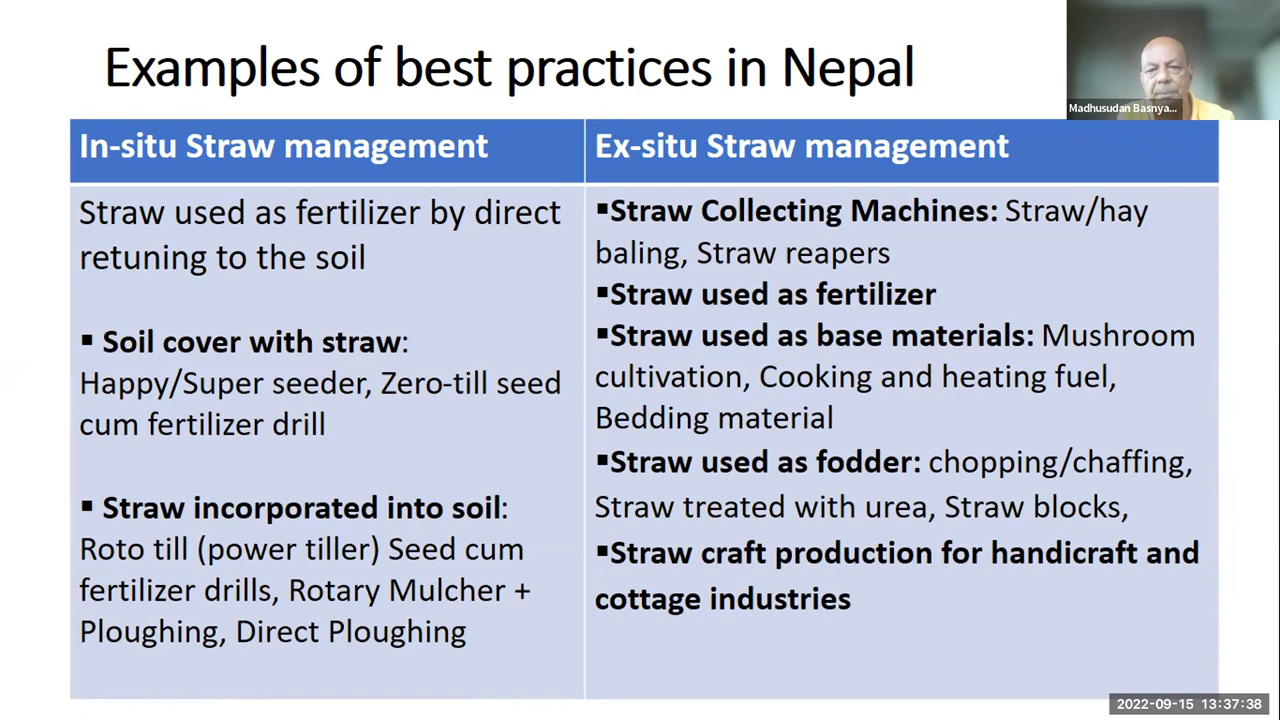 Examples of best practices in Nepal
Madhusudan Basnya...
In-situ Straw management
Straw used as fertilizer by direct
retuning to the soil
▪ Soil cover with straw:
Happy/Super seeder, Zero-till seed
cum fertilizer drill
▪ Straw incorporated into soil:
Roto till (power tiller) Seed cum
fertilizer drills, Rotary Mulcher +
Ploughing, Direct Ploughing
Ex-situ Straw management
▪Straw Collecting Machines: Straw/hay
baling, Straw reapers
▪Straw used as fertilizer
▪Straw used as base materials: Mushroom
cultivation, Cooking and heating fuel,
Bedding material
▪Straw used as fodder: chopping/chaffing,
Straw treated with urea, Straw blocks,
▪Straw craft production for handicraft and
cottage industries
2022-09-15 13:37:38